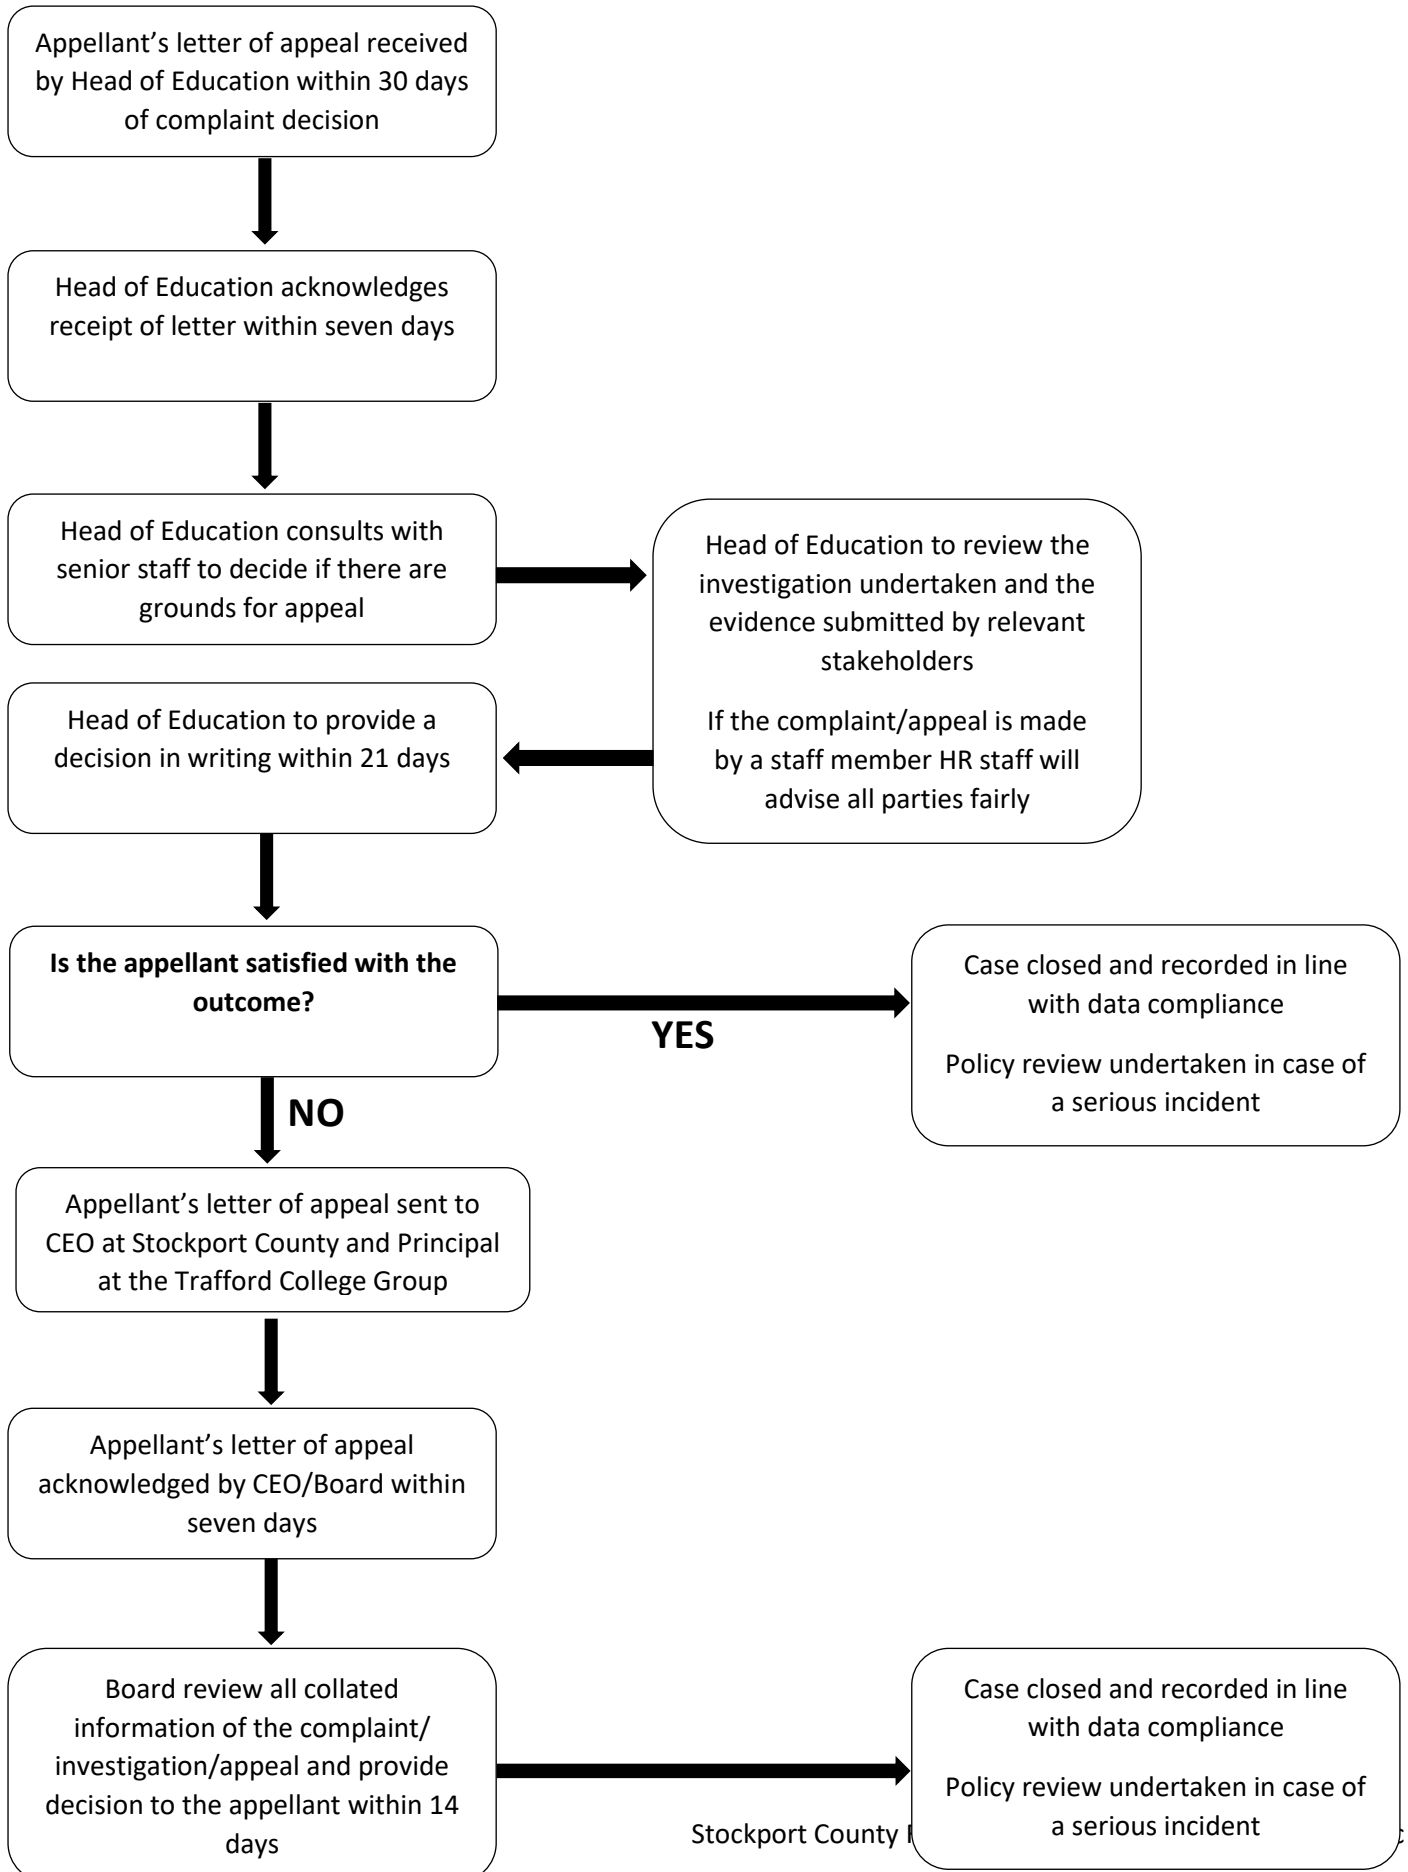 Appellant’s letter of appeal received
by Head of Education within 30 days
of complaint decision
Head of Education acknowledges
receipt of letter within seven days
Head of Education consults with
senior staff to decide if there are
grounds for appeal
Head of Education to review the
investigation undertaken and the
evidence submitted by relevant
stakeholders
If the complaint/appeal is made
by a staff member HR staff will
advise all parties fairly
Head of Education to provide a
decision in writing within 21 days
Is the appellant satisfied with the
outcome?
YES
Case closed and recorded in line
with data compliance
Policy review undertaken in case of
a serious incident
NO
Appellant’s letter of appeal sent to
CEO at Stockport County and Principal
at the Trafford College Group
Appellant’s letter of appeal
acknowledged by CEO/Board within
seven days
Board review all collated
information of the complaint/
investigation/appeal and provide
decision to the appellant within 14
days
Case closed and recorded in line
with data compliance
Policy review undertaken in case of
a serious incident
Stockport County